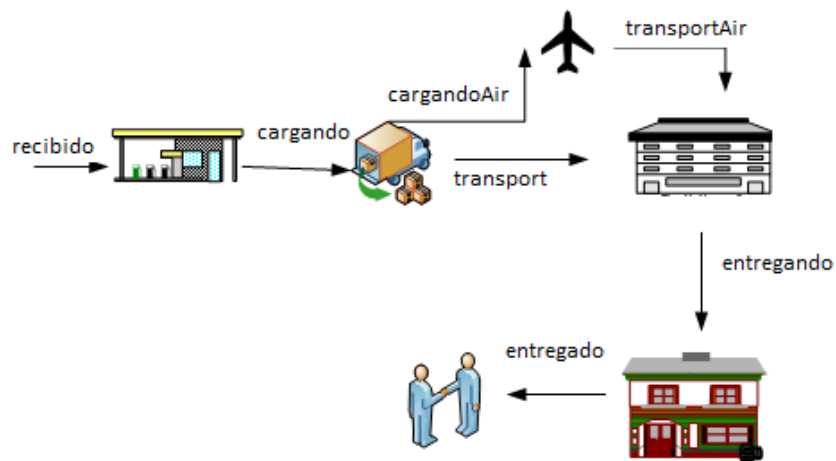 transportAir
cargandoAir
cargando
recibido
transport
entregando
entregado